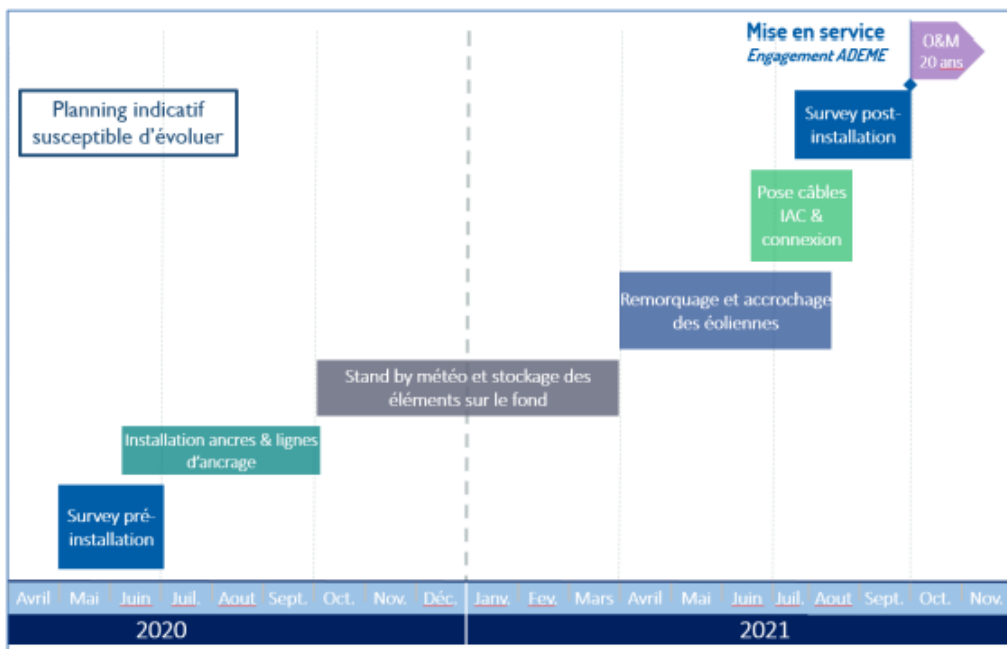 Mise en service
Engagement ADEME
O&M
20 ans
Planning indicatif
susceptible d'évoluer
Survey post-
installation
Pose câbles
IAC &
connexion
Remorquage et accrochage
des éoliennes
Stand by météo et stockage des
éléments sur le fond
Installation ancres & lignes
d'ancrage
Survey pré-
installation
Avril Mai Juin Juil. Aout Sept. Oct. Nov. Déc. Janv. Fev. Mars Avril Mai Juin Juil. Aout Sept. Oct. Nov.
2020 2021